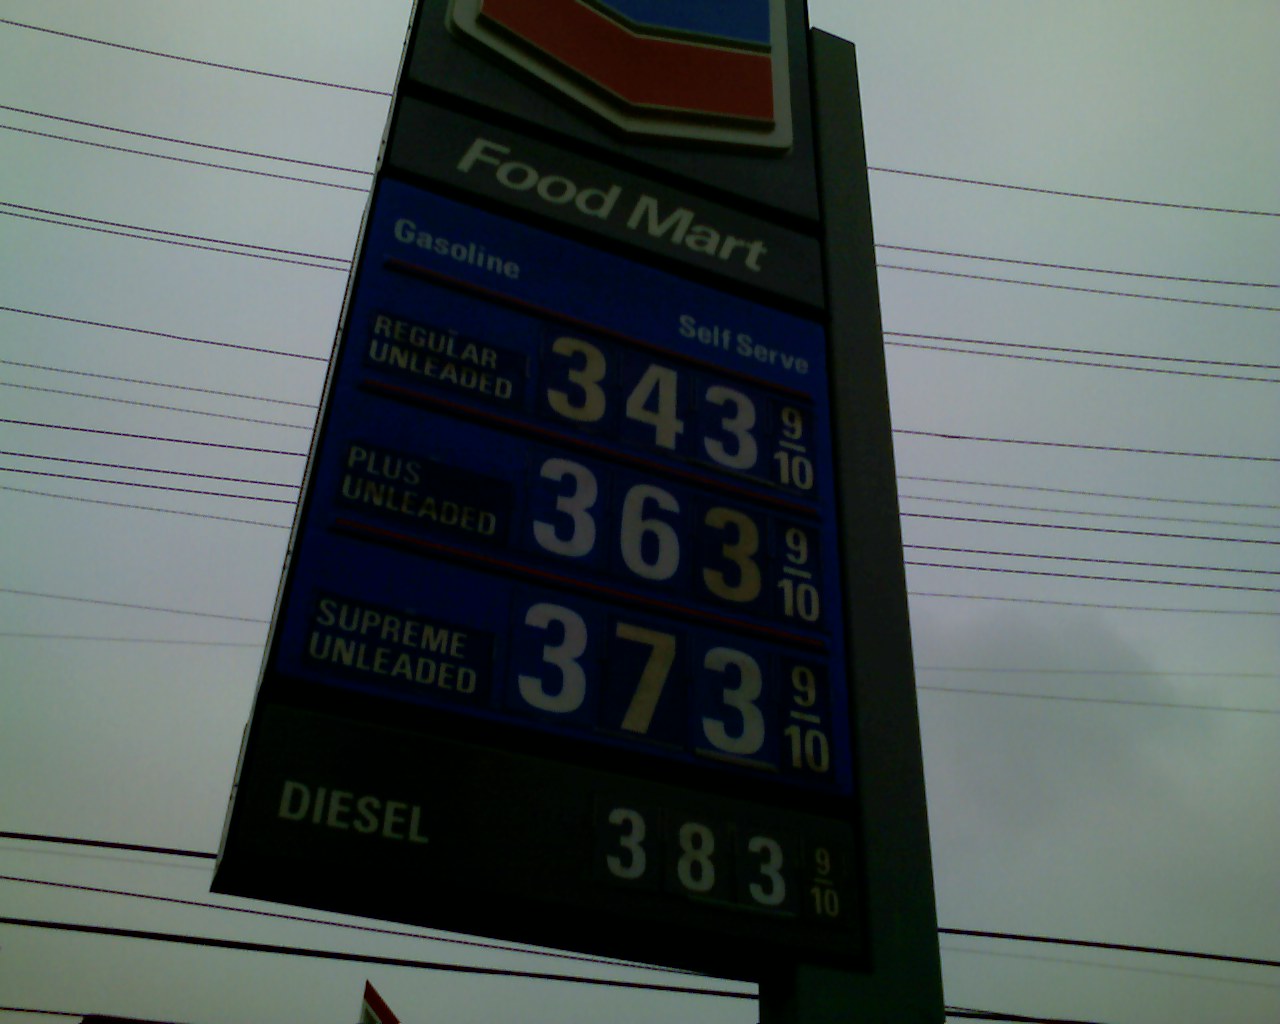 Food Mart
Gasoline
Self Serve
REGULAR
UNLEADED
343 9/10
PLUS
UNLEADED
363 9/10
SUPREME
UNLEADED
373 9/10
DIESEL
383 9/10